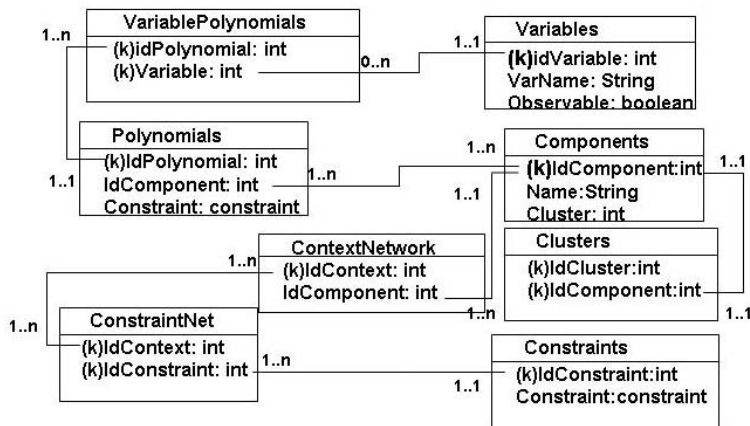 VariablePolynomials
(k)idPolynomial: int
(k)Variable: int
1..n
0..n
1..1
Variables
(k)idVariable: int
VarName: String
Observable: boolean
Polynomials
(k)IdPolynomial: int
IdComponent: int
Constraint: constraint
1..1
1..n
1..n
1..1
Components
(k)IdComponent:int
Name:String
Cluster: int
1..1
ContextNetwork
(k)IdContext: int
IdComponent: int
1..n
1..n
Clusters
(k)IdCluster:int
(k)IdComponent:int
1..1
1..n
ConstraintNet
(k)IdContext: int
(k)IdConstraint: int
1..n
1..1
Constraints
(k)IdConstraint:int
Constraint:constraint